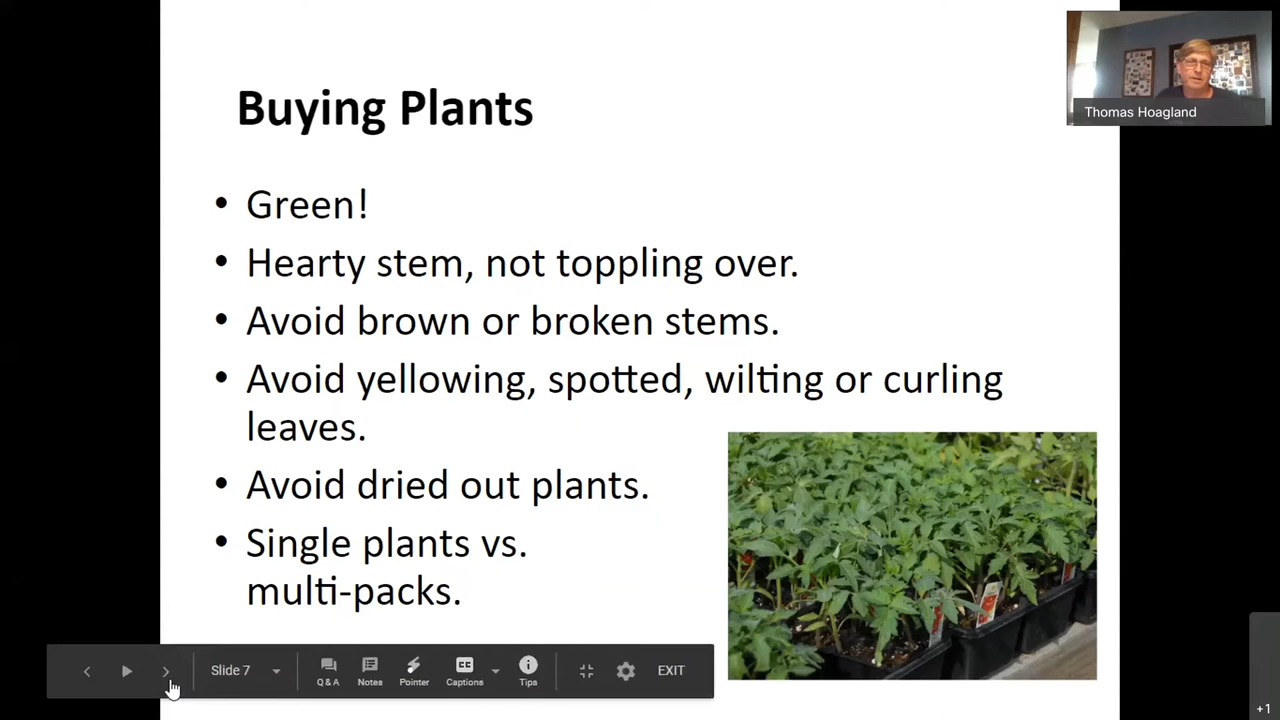 Thomas Hoagland
Buying Plants
• Green!
• Hearty stem, not toppling over.
• Avoid brown or broken stems.
• Avoid yellowing, spotted, wilting or curling
leaves.
• Avoid dried out plants.
• Single plants vs.
multi-packs.
Slide 7
Q & A
Notes
Pointer
CC
Captions
Tips
EXIT
+1